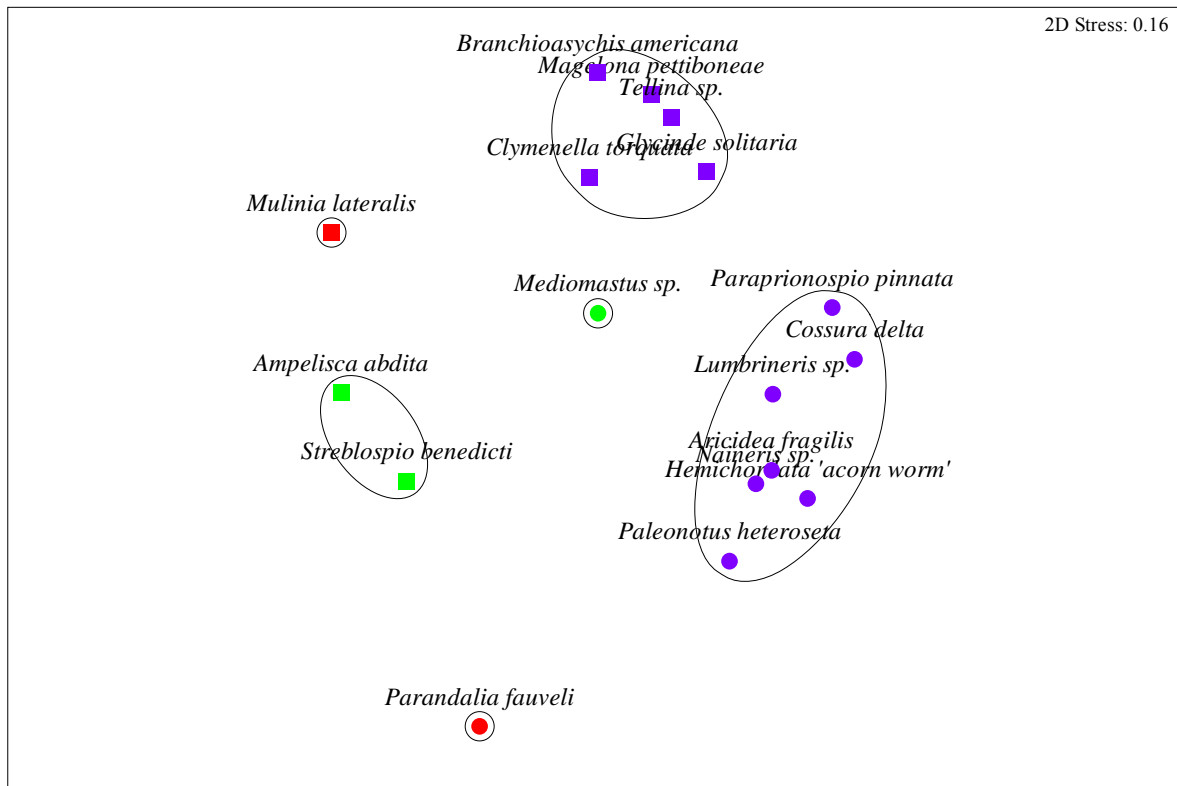 2D Stress: 0.16
Branchioasychis americana
Magelona pettiboneae
Tellina sp.
Glycinde solitaria
Clymenella torquata
Mulinia lateralis
Mediomastus sp.
Paraprionospio pinnata
Cossura delta
Ampelisca abdita
Lumbrineris sp.
Aricidea fragilis
Streblospio benedicti
Naineris sp.
Hemichordata 'acorn worm'
Paleonotus heteroseta
Parandalia fauveli